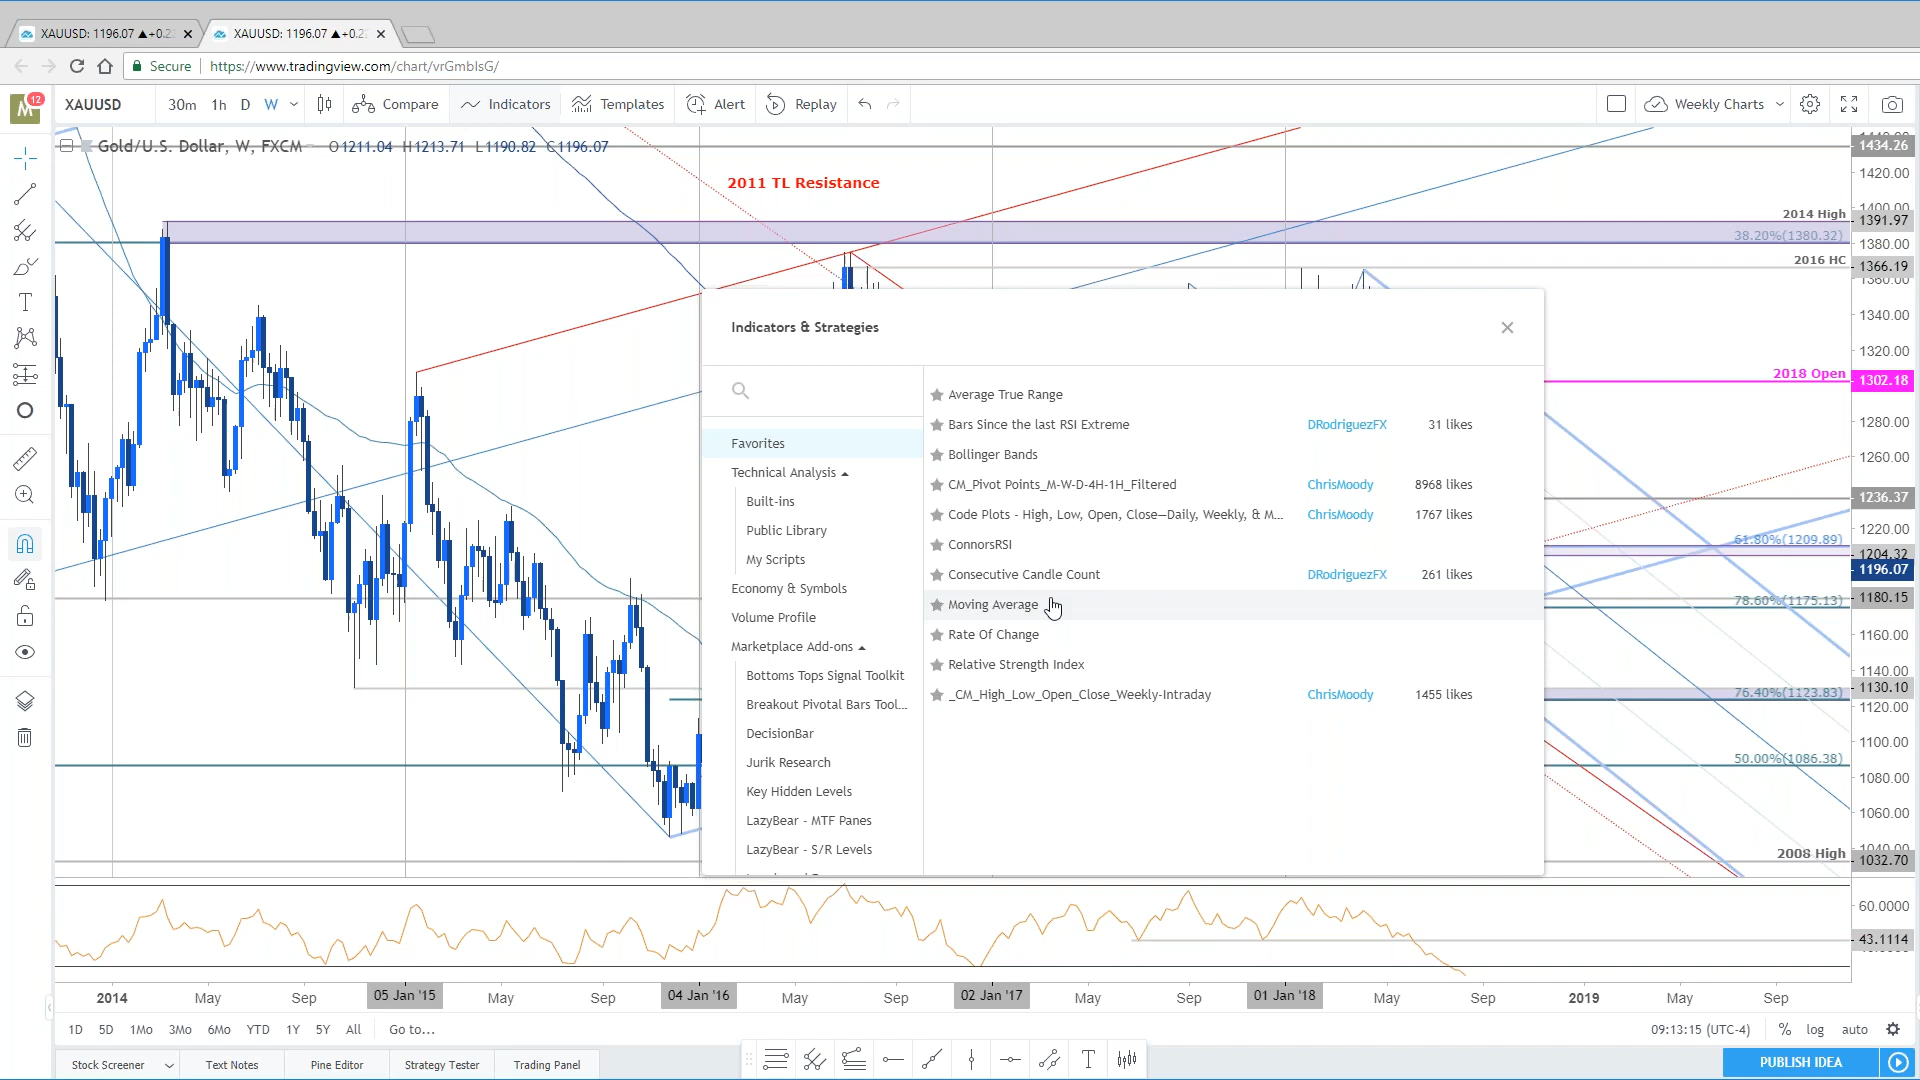 XAUUSD: 1196.07 ▲+0.2
XAUUSD: 1196.07 ▲+0.2
Secure
https://www.tradingview.com/chart/vrGmbIsG/
M
12
XAUUSD
30m
1h
D
W
Compare
Indicators
Templates
Alert
Replay
Weekly Charts
Gold/U.S. Dollar, W, FXCM
O1211.04 H1213.71 L1190.82 C1196.07
2011 TL Resistance
2014 High
38.20%(1380.32)
2016 HC
2018 Open
61.80%(1209.89)
78.60%(1175.13)
76.40%(1123.83)
50.00%(1086.38)
2008 High
1434.26
1420.00
1391.97
1380.00
1366.19
1340.00
1320.00
1302.18
1280.00
1260.00
1236.37
1220.00
1204.32
1196.07
1180.15
1160.00
1140.00
1130.10
1120.00
1100.00
1080.00
1060.00
1032.70
Indicators & Strategies
Favorites
Technical Analysis
Built-ins
Public Library
My Scripts
Economy & Symbols
Volume Profile
Marketplace Add-ons
Bottoms Tops Signal Toolkit
Breakout Pivotal Bars Tool...
DecisionBar
Jurik Research
Key Hidden Levels
LazyBear - MTF Panes
LazyBear - S/R Levels
Average True Range
Bars Since the last RSI Extreme DRodriguezFX 31 likes
Bollinger Bands
CM_Pivot Points_M-W-D-4H-1H_Filtered ChrisMoody 8968 likes
Code Plots - High, Low, Open, Close—Daily, Weekly, & M... ChrisMoody 1767 likes
ConnorsRSI
Consecutive Candle Count DRodriguezFX 261 likes
Moving Average
Rate Of Change
Relative Strength Index
_CM_High_Low_Open_Close_Weekly-Intraday ChrisMoody 1455 likes
60.0000
43.1114
2014 May Sep 05 Jan '15 May Sep 04 Jan '16 May Sep 02 Jan '17 May Sep 01 Jan '18 May Sep 2019 May Sep
1D 5D 1Mo 3Mo 6Mo YTD 1Y 5Y All Go to...
09:13:15 (UTC-4) % log auto
Stock Screener
Text Notes
Pine Editor
Strategy Tester
Trading Panel
PUBLISH IDEA